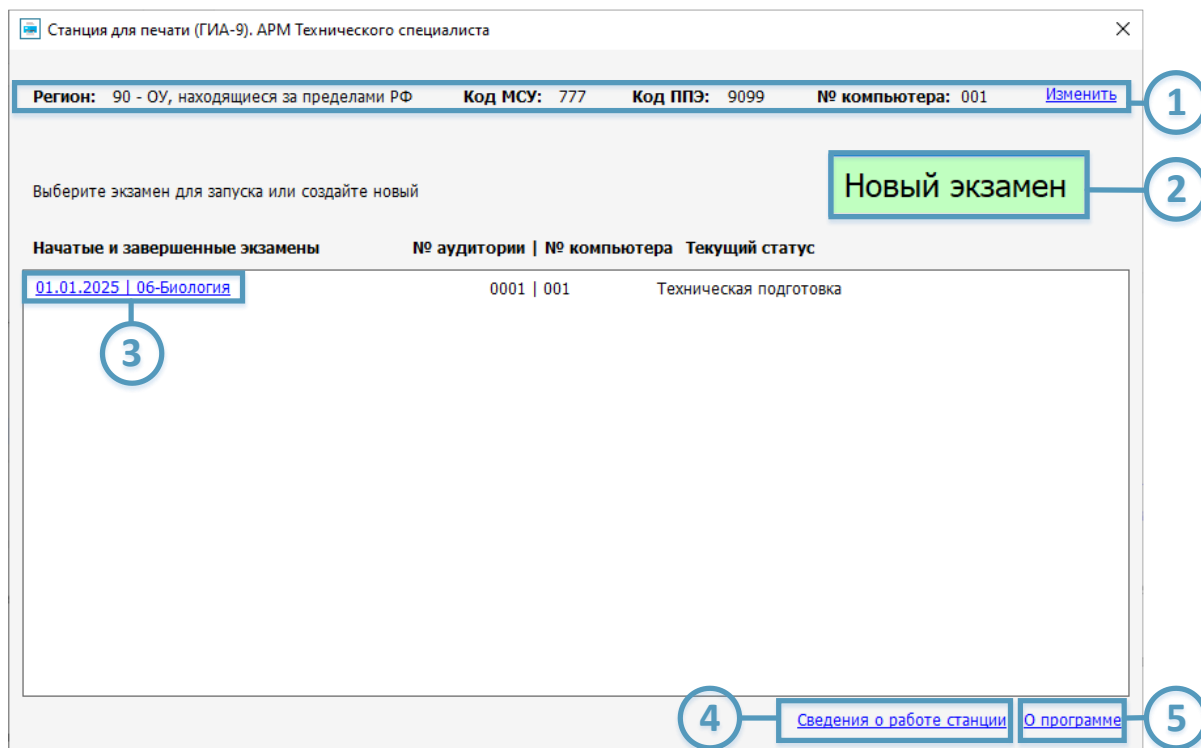 Станция для печати (ГИА-9). АРМ Технического специалиста
Регион: 90 - ОУ, находящиеся за пределами РФ Код МСУ: 777 Код ППЭ: 9099 № компьютера: 001 Изменить
1
Выберите экзамен для запуска или создайте новый
Новый экзамен
2
Начатые и завершенные экзамены № аудитории | № компьютера Текущий статус
01.01.2025 | 06-Биология 0001 | 001 Техническая подготовка
3
4
Сведения о работе станции О программе
5